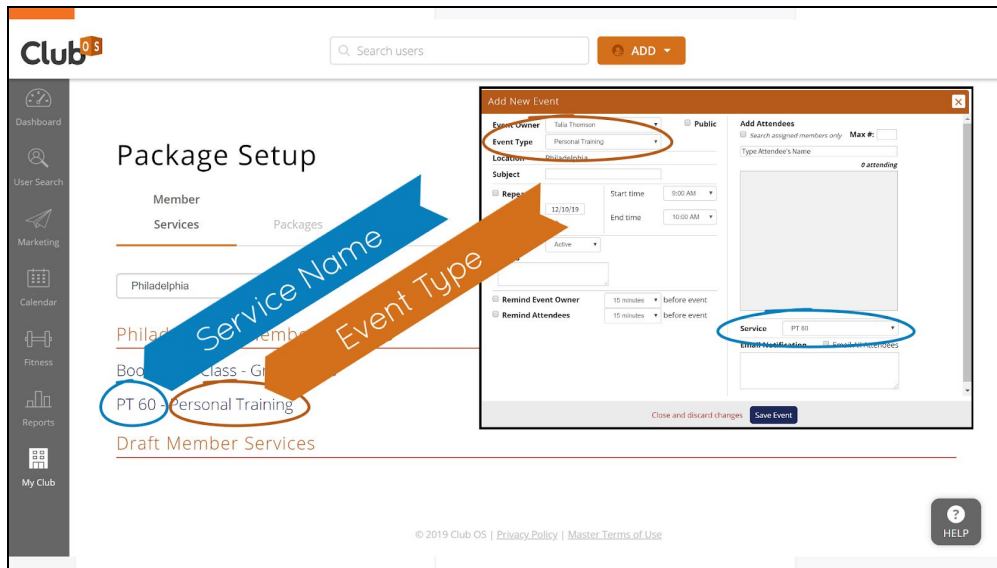 Club OS
Search users
ADD
Dashboard
User Search
Marketing
Calendar
Fitness
Reports
My Club
Package Setup
Member
Services
Packages
Philadelphia
PT 60 - Personal Training
Draft Member Services
Service Name
Event Type
Add New Event
Event Owner Talia Themson Public
Event Type Personal Training
Location Philadelphia
Subject
Start time 9:00 AM
12/10/19
End time 10:00 AM
Active
Remind Event Owner 15 minutes before event
Remind Attendees 15 minutes before event
Add Attendees
Search assigned members only Max #:
Type Attendee's Name
0 attending
Service PT 60
Email Notification Email All Attendees
Close and discard changes Save Event
© 2019 Club OS | Privacy Policy | Master Terms of Use
? HELP